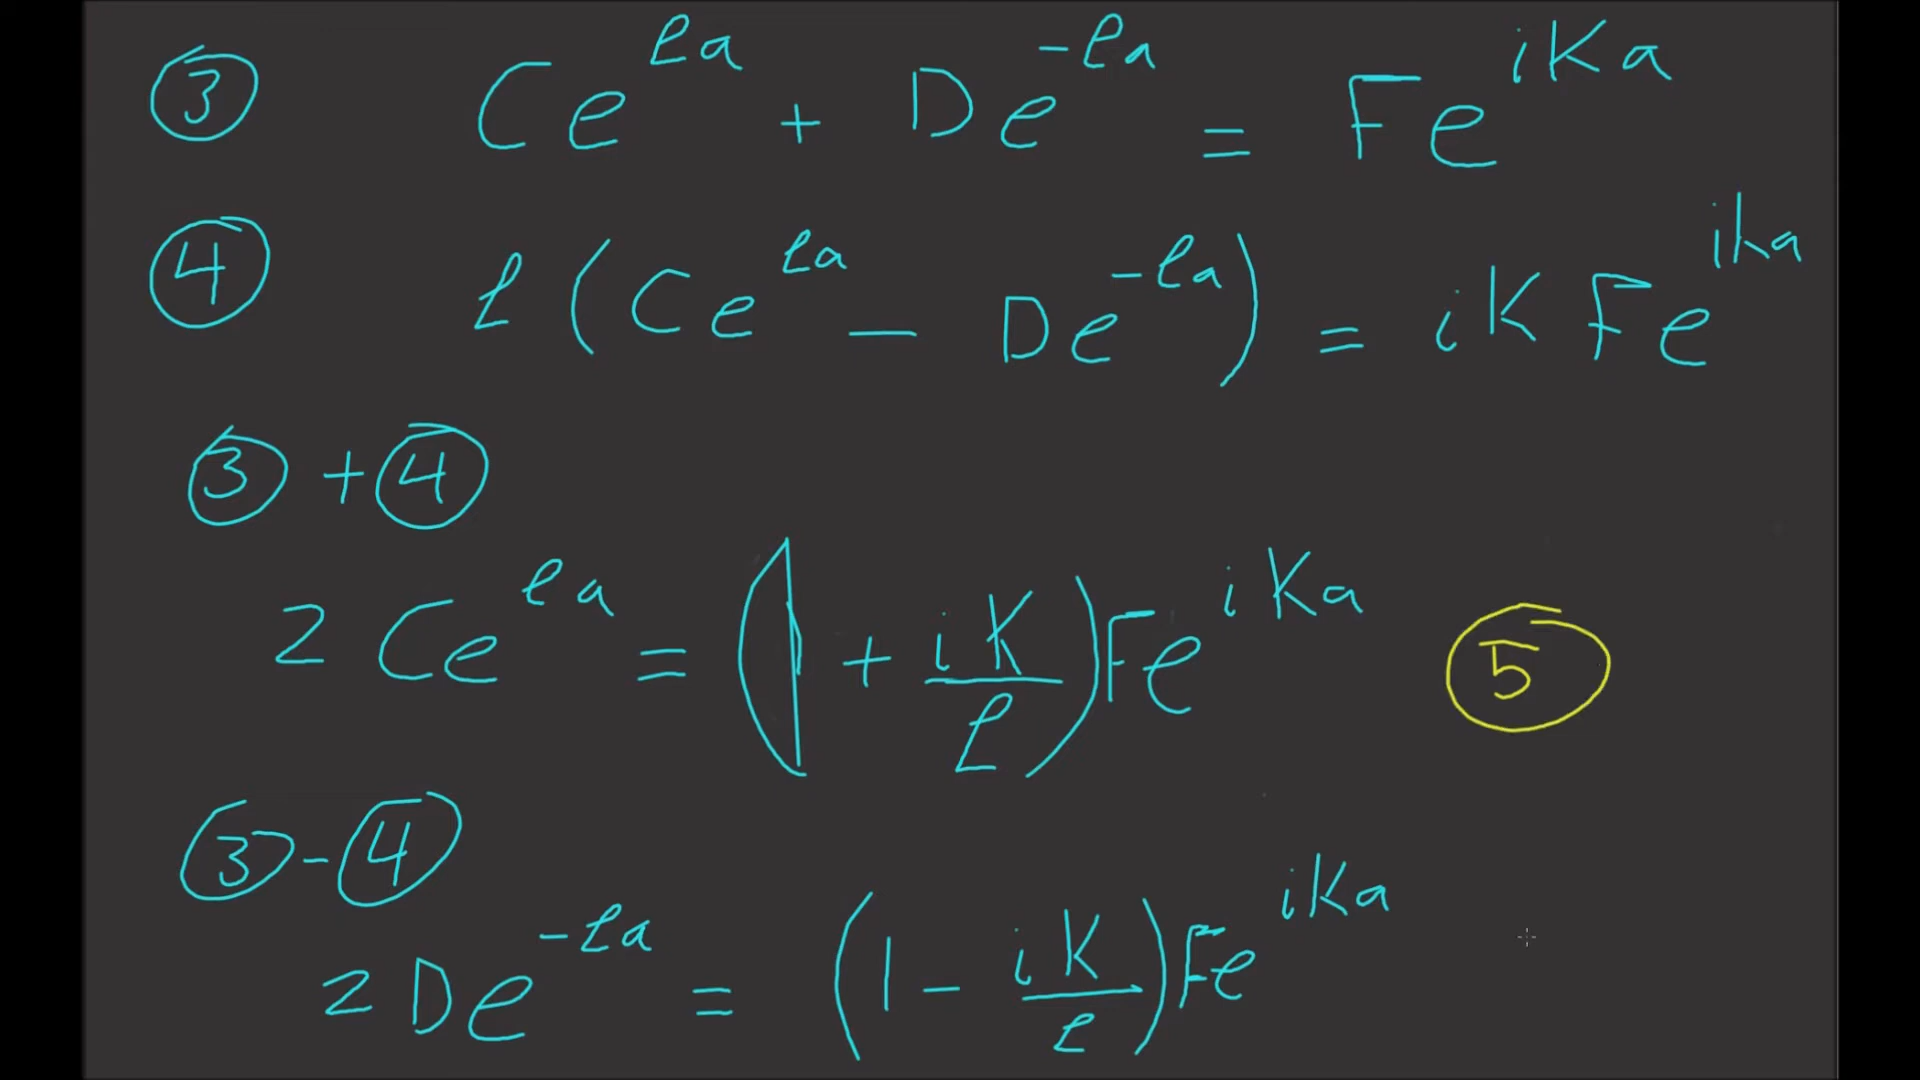 ③ Ce^{ℓa} + De^{-ℓa} = Fe^{iKa}
④ ℓ(Ce^{ℓa} - De^{-ℓa}) = iKFe^{ika}
③ + ④
2Ce^{ℓa} = (1 + iK/ℓ)Fe^{iKa} ⑤
③ - ④
2De^{-ℓa} = (1 - iK/ℓ)Fe^{iKa}